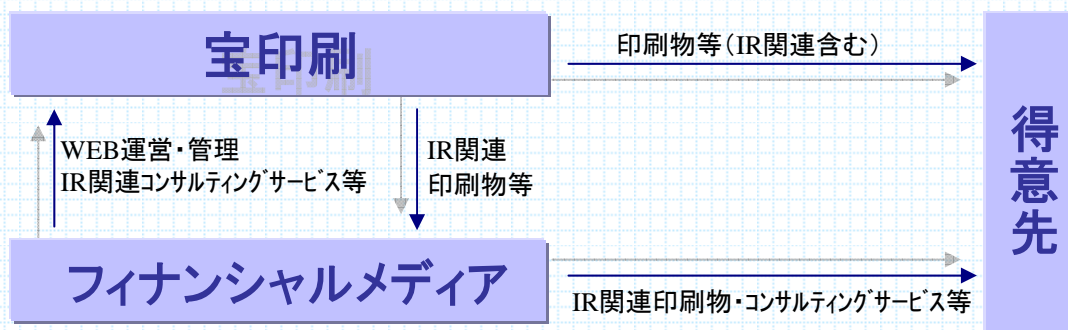 宝印刷
印刷物等（IR関連含む）
WEB運営・管理
IR関連コンサルティングサービス等
IR関連
印刷物等
得意先
フィナンシャルメディア
IR関連印刷物・コンサルティングサービス等